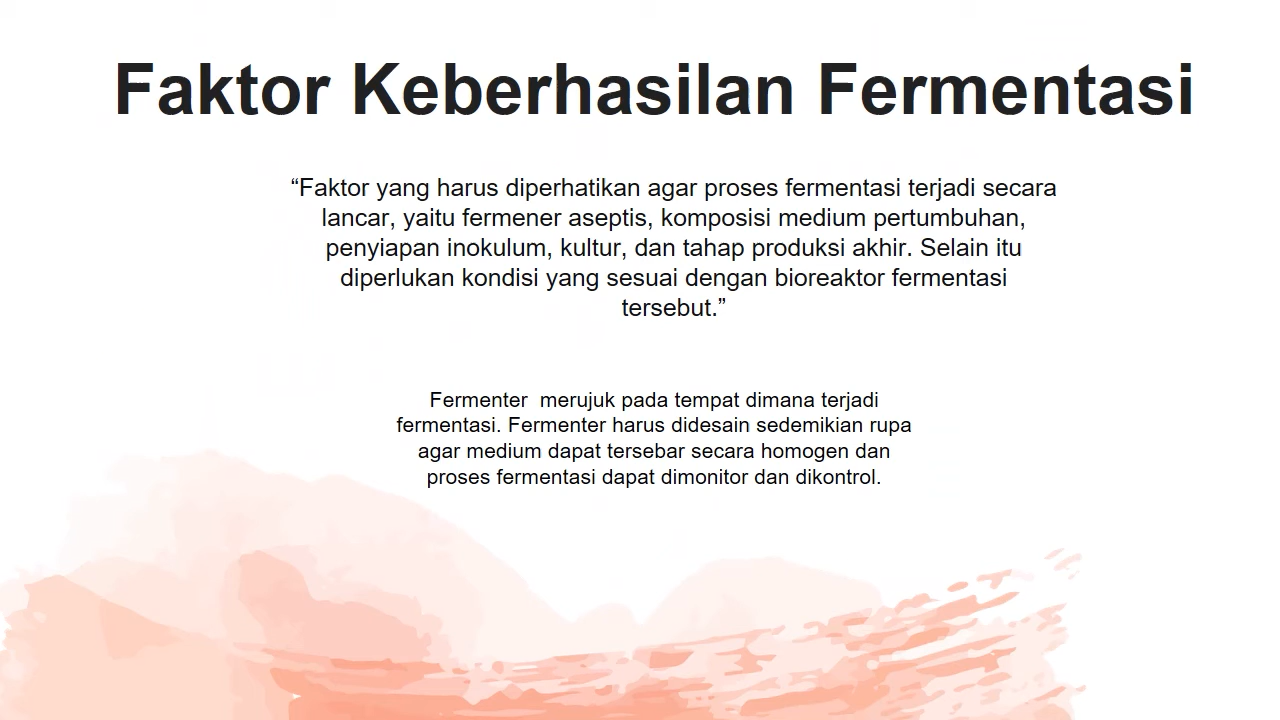 Faktor Keberhasilan Fermentasi
“Faktor yang harus diperhatikan agar proses fermentasi terjadi secara
lancar, yaitu fermener aseptis, komposisi medium pertumbuhan,
penyiapan inokulum, kultur, dan tahap produksi akhir. Selain itu
diperlukan kondisi yang sesuai dengan bioreaktor fermentasi
tersebut.”
Fermenter  merujuk pada tempat dimana terjadi
fermentasi. Fermenter harus didesain sedemikian rupa
agar medium dapat tersebar secara homogen dan
proses fermentasi dapat dimonitor dan dikontrol.